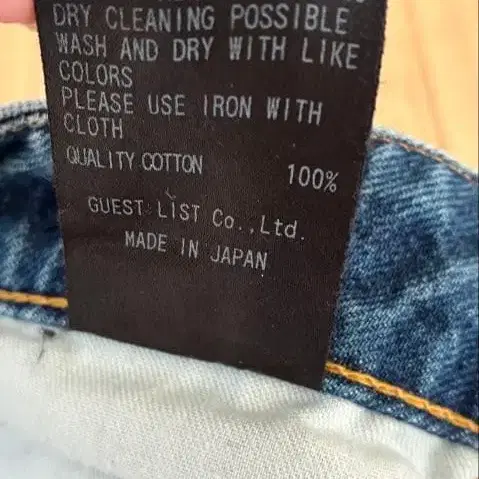 DRY CLEANING POSSIBLE
WASH AND DRY WITH LIKE
COLORS
PLEASE USE IRON WITH
CLOTH
QUALITY COTTON 100%
GUEST LIST Co.,Ltd.
MADE IN JAPAN